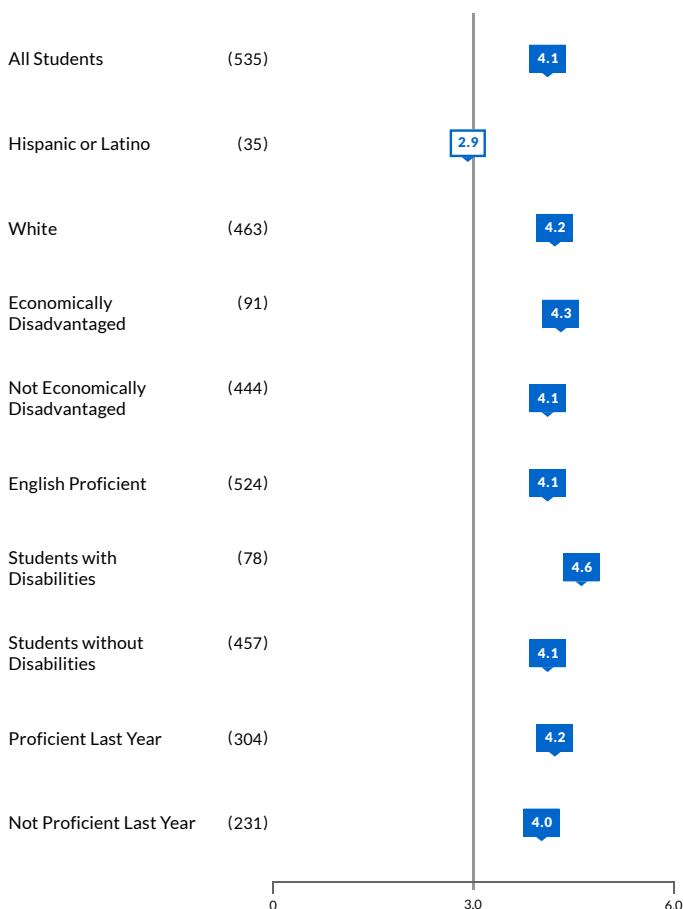 All Students (535) 4.1
Hispanic or Latino (35) 2.9
White (463) 4.2
Economically (91)
Disadvantaged
4.3
Not Economically (444)
Disadvantaged
4.1
English Proficient (524) 4.1
Students with (78)
Disabilities
4.6
Students without (457)
Disabilities
4.1
Proficient Last Year (304) 4.2
Not Proficient Last Year (231) 4.0
0 3.0 6.0